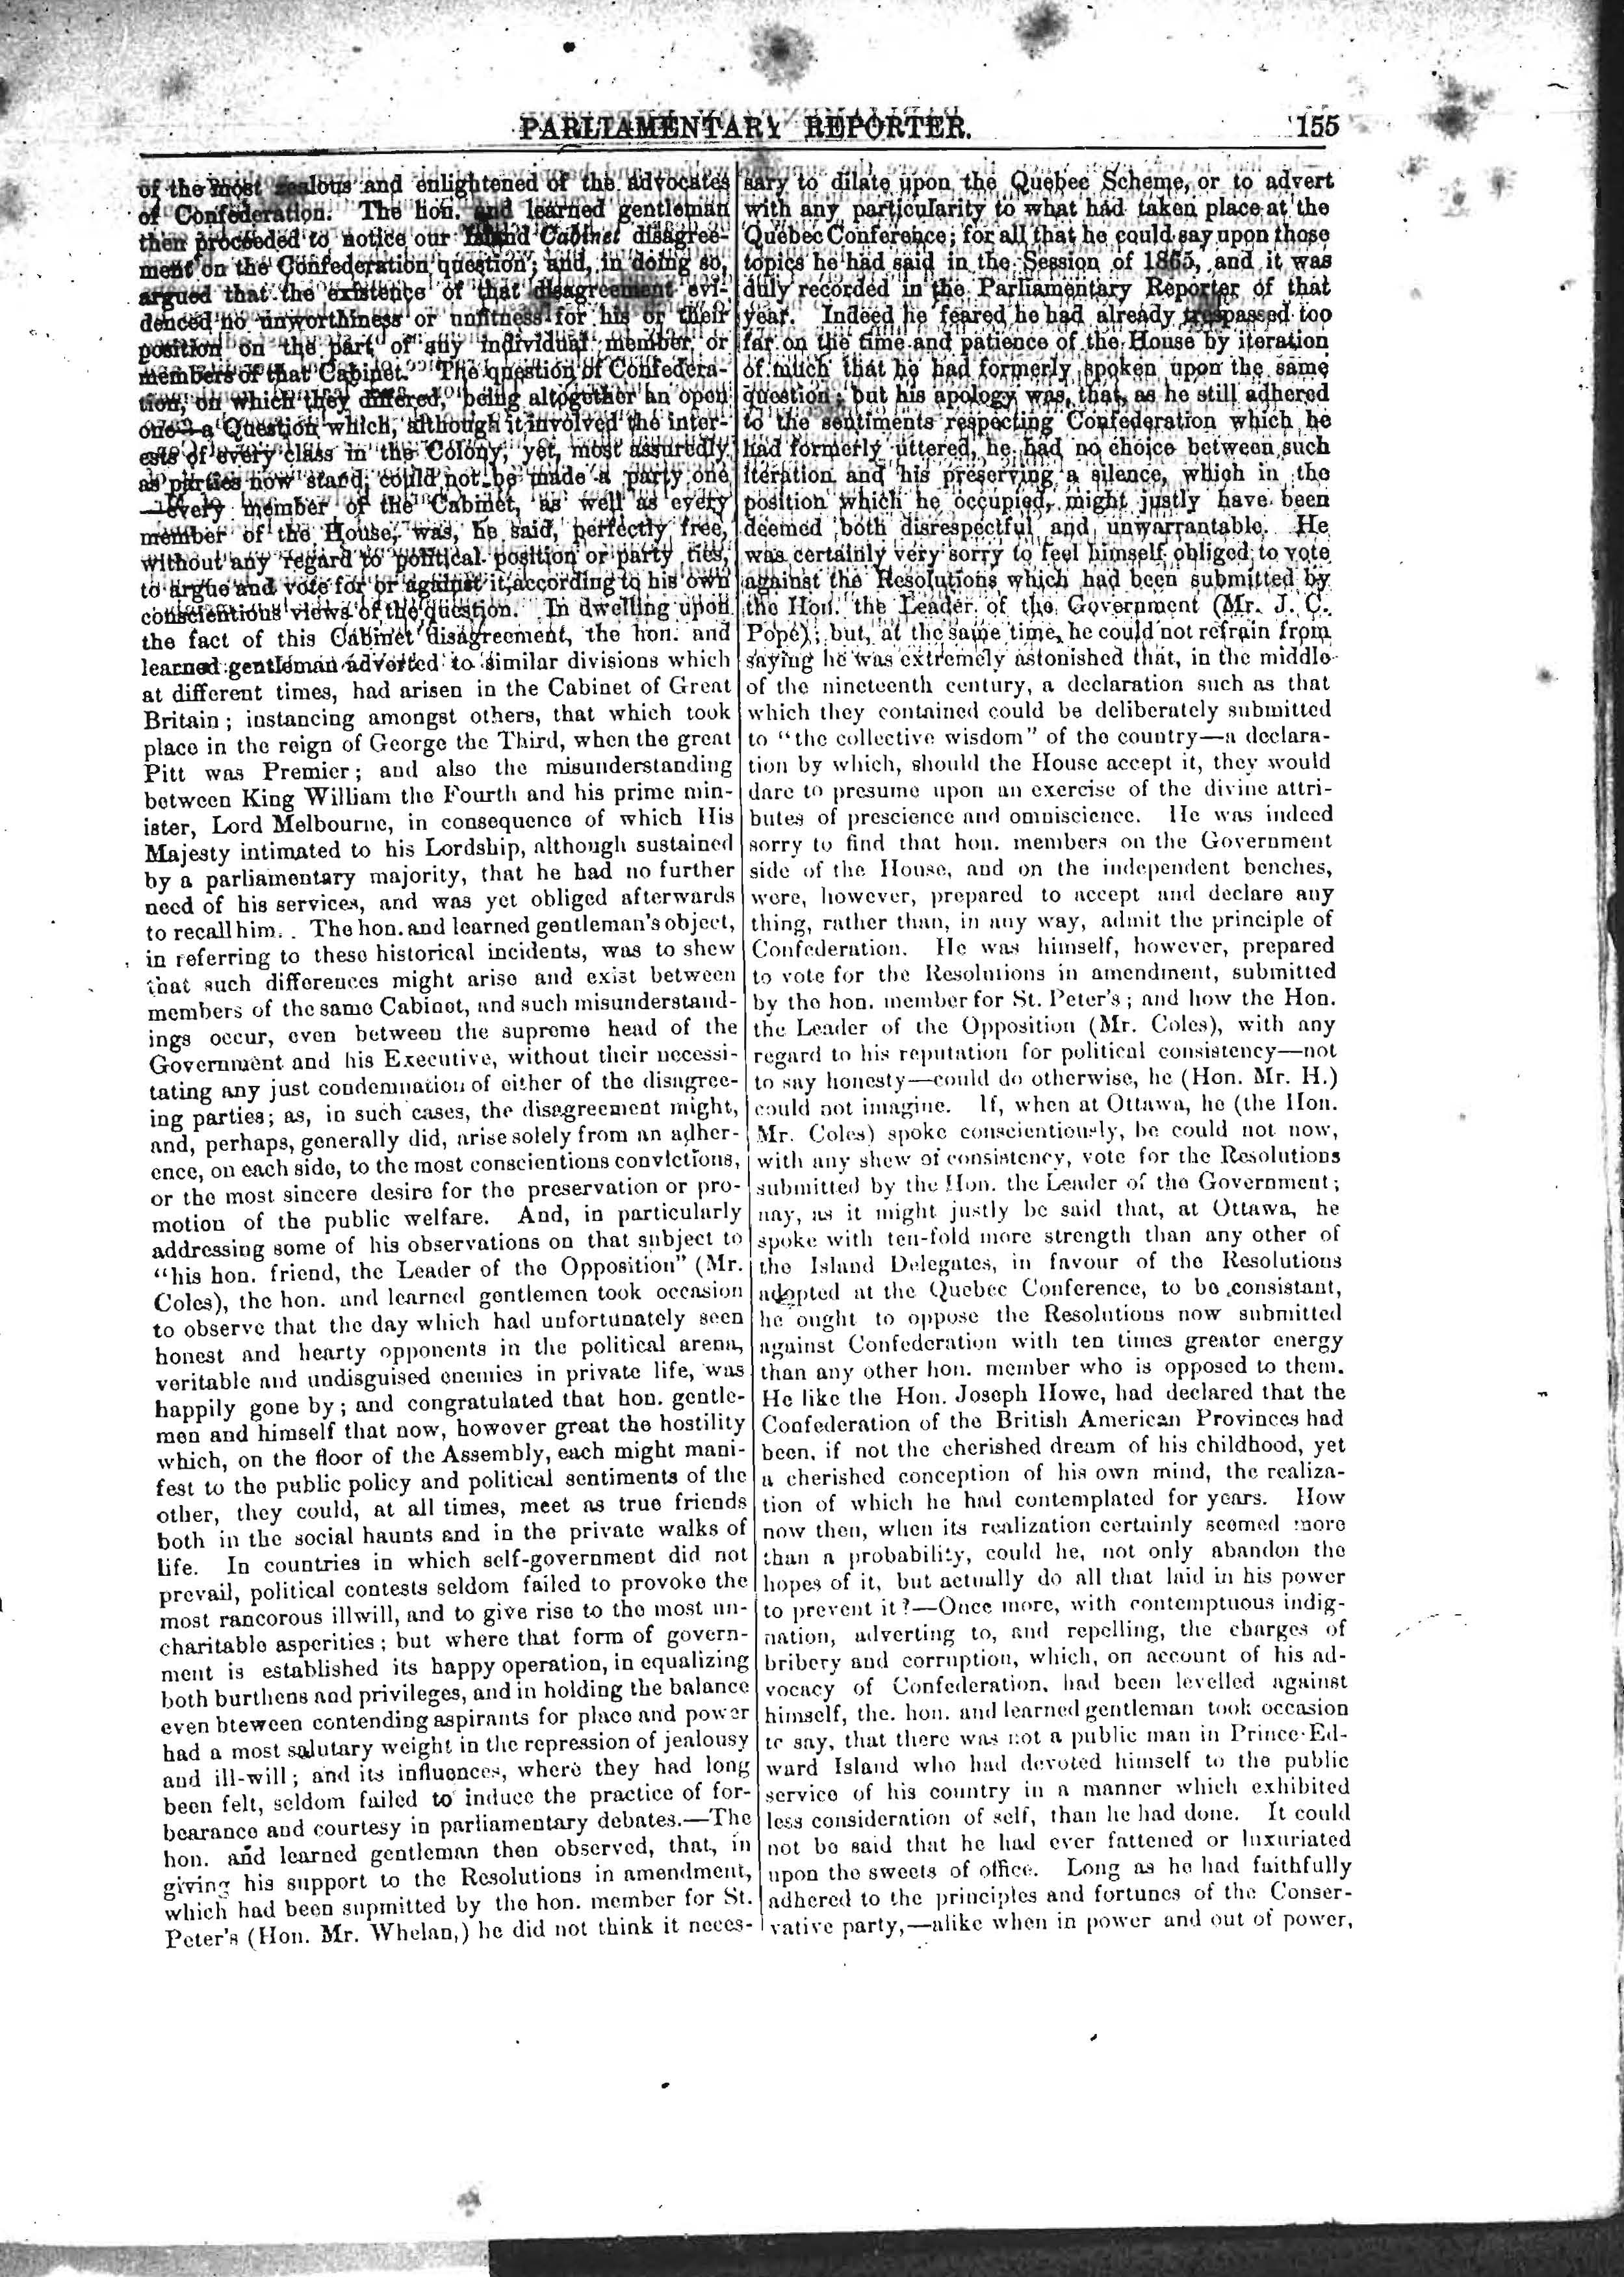 PARLIAMENTARY REPORTER. 155
of the most zealous and enlightened of the advocates
of Confederation. The hon. and learned gentleman
then proceeded to notice our Island Cabinet disagree-
ment on the Confederation question; and, in doing so,
argued that the existence of that disagreement evi-
denced no unworthiness or unfitness for his or their
position on the part of any individual member or
members of that Cabinet. The question of Confedera-
tion, on which they differed, being altogether an open
one—a Question which, although it involved the inter-
ests of every class in the Colony, yet, most assuredly,
as parties now stand, could not be made a party one
—every member of the Cabinet, as well as every
member of the House, was, he said, perfectly free,
without any regard to political position or party ties,
to argue and vote for or against it, according to his own
conscientious views of the question. In dwelling upon
the fact of this Cabinet disagreement, the hon. and
learned gentleman adverted to similar divisions which
at different times, had arisen in the Cabinet of Great
Britain; instancing amongst others, that which took
place in the reign of George the Third, when the great
Pitt was Premier; and also the misunderstanding
between King William the Fourth and his prime min-
ister, Lord Melbourne, in consequence of which His
Majesty intimated to his Lordship, although sustained
by a parliamentary majority, that he had no further
need of his services, and was yet obliged afterwards
to recall him. . The hon. and learned gentleman's object,
in referring to these historical incidents, was to shew
that such differences might arise and exist between
members of the same Cabinet, and such misunderstand-
ings occur, even between the supreme head of the
Government and his Executive, without their necessi-
tating any just condemnation of either of the disagree-
ing parties; as, in such cases, the disagreement might,
and, perhaps, generally did, arise solely from an adher-
ence, on each side, to the most conscientious convictions,
or the most sincere desire for the preservation or pro-
motion of the public welfare. And, in particularly
addressing some of his observations on that subject to
"his hon. friend, the Leader of the Opposition" (Mr.
Coles), the hon. and learned gentlemen took occasion
to observe that the day which had unfortunately seen
honest and hearty opponents in the political arena,
veritable and undisguised enemies in private life, was
happily gone by; and congratulated that hon. gentle-
men and himself that now, however great the hostility
which, on the floor of the Assembly, each might mani-
fest to the public policy and political sentiments of the
other, they could, at all times, meet as true friends
both in the social haunts and in the private walks of
life. In countries in which self-government did not
prevail, political contests seldom failed to provoke the
most rancorous illwill, and to give rise to the most un-
charitable asperities; but where that form of govern-
ment is established its happy operation, in equalizing
both burthens and privileges, and in holding the balance
even bteween contending aspirants for place and power
had a most salutary weight in the repression of jealousy
and ill-will; and its influences, where they had long
been felt, seldom failed to induce the practice of for-
bearance and courtesy in parliamentary debates.—The
hon. and learned gentleman then observed, that, in
giving his support to the Resolutions in amendment,
which had been supmitted by the hon. member for St.
Peter's (Hon. Mr. Whelan,) he did not think it neces-
sary to dilate upon the Quebec Scheme, or to advert
with any particularity to what had taken place at the
Quebec Conference; for all that he could say upon those
topics he had said in the Session of 1865, and it was
duly recorded in the Parliamentary Reporter of that
year. Indeed he feared he had already trespassed too
far on the time and patience of the House by iteration
of much that he had formerly spoken upon the same
question; but his apology was, that, as he still adhered
to the sentiments respecting Confederation which he
had formerly uttered, he had no choice between such
iteration and his preserving a silence, which in the
position which he occupied, might justly have been
deemed both disrespectful and unwarrantable. He
was certainly very sorry to feel himself obliged to vote
against the Resolutions which had been submitted by
the Hon. the Leader of the Government (Mr. J. C.
Pope); but, at the same time, he could not refrain from
saying he was extremely astonished that, in the middle
of the nineteenth century, a declaration such as that
which they contained could be deliberately submitted
to "the collective wisdom" of the country—a declara-
tion by which, should the House accept it, they would
dare to presume upon an exercise of the divine attri-
butes of prescience and omniscience. He was indeed
sorry to find that hon. members on the Government
side of the House, and on the independent benches,
were, however, prepared to accept and declare any
thing, rather than, in any way, admit the principle of
Confederation. He was himself, however, prepared
to vote for the Resolutions in amendment, submitted
by the hon. member for St. Peter's; and how the Hon.
the Leader of the Opposition (Mr. Coles), with any
regard to his reputation for political consistency—not
to say honesty—could do otherwise, he (Hon. Mr. H.)
could not imagine. If, when at Ottawa, he (the Hon.
Mr. Coles) spoke conscientiously, he could not now,
with any shew of consistency, vote for the Resolutions
submitted by the Hon. the Leader of the Government;
nay, as it might justly be said that, at Ottawa, he
spoke with ten-fold more strength than any other of
the Island Delegates, in favour of the Resolutions
adopted at the Quebec Conference, to be consistant,
he ought to oppose the Resolutions now submitted
against Confederation with ten times greater energy
than any other hon. member who is opposed to them.
He like the Hon. Joseph Howe, had declared that the
Confederation of the British American Provinces had
been, if not the cherished dream of his childhood, yet
a cherished conception of his own mind, the realiza-
tion of which he had contemplated for years. How
now then, when its realization certainly seemed more
than a probability, could he, not only abandon the
hopes of it, but actually do all that laid in his power
to prevent it?—Once more, with contemptuous indig-
nation, adverting to, and repelling, the charges of
bribery and corruption, which, on account of his ad-
vocacy of Confederation, had been levelled against
himself, the. hon. and learned gentleman took occasion
to say, that there was not a public man in Prince Ed-
ward Island who had devoted himself to the public
service of his country in a manner which exhibited
less consideration of self, than he had done. It could
not be said that he had ever fattened or luxuriated
upon the sweets of office. Long as he had faithfully
adhered to the principles and fortunes of the Conser-
vative party,—alike when in power and out of power,